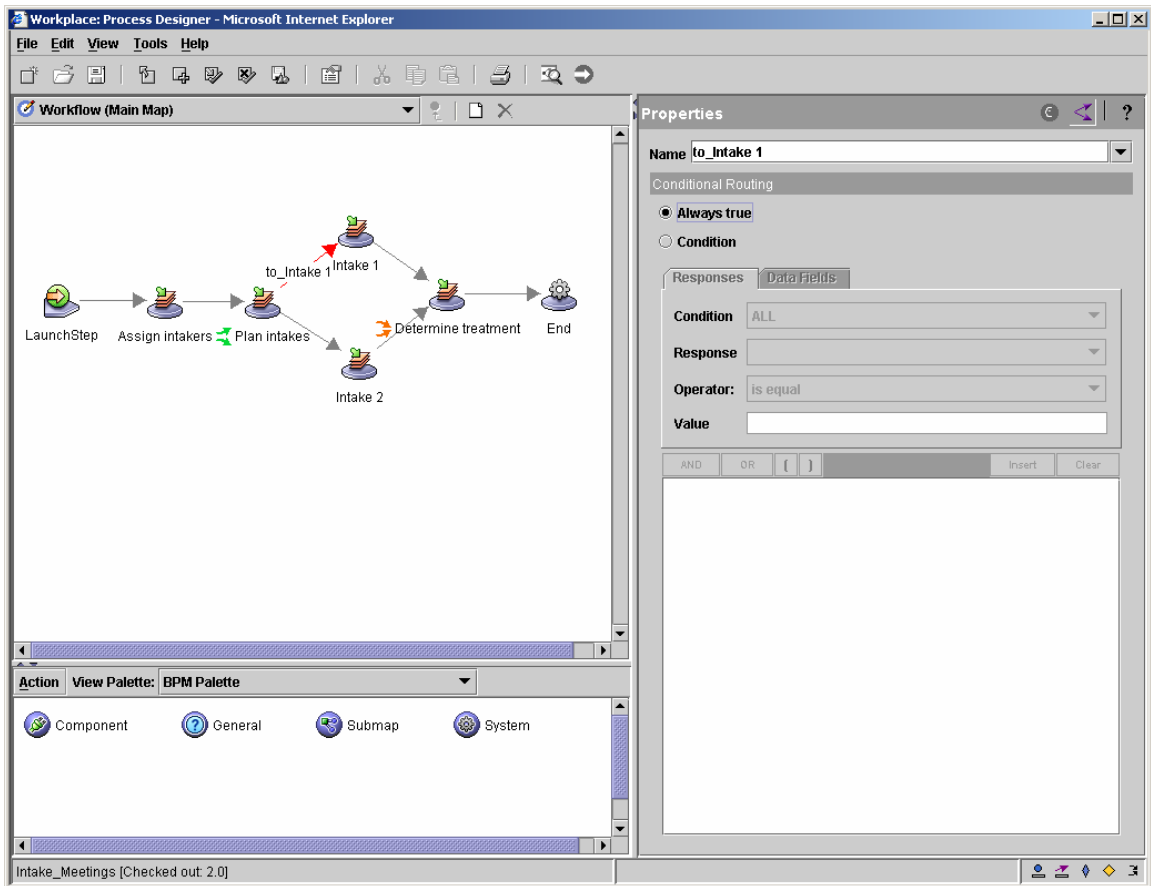 Workplace: Process Designer - Microsoft Internet Explorer
File Edit View Tools Help
Workflow (Main Map)
Properties
?
Name to_Intake 1
Conditional Routing
Always true
Condition
to_Intake 1
Intake 1
LaunchStep
Assign intakers
Plan intakes
Determine treatment
End
Intake 2
Responses Data Fields
Condition ALL
Response
Operator: is equal
Value
AND OR ( ) Insert Clear
Action View Palette: BPM Palette
Component
General
Submap
System
Intake_Meetings [Checked out: 2.0]